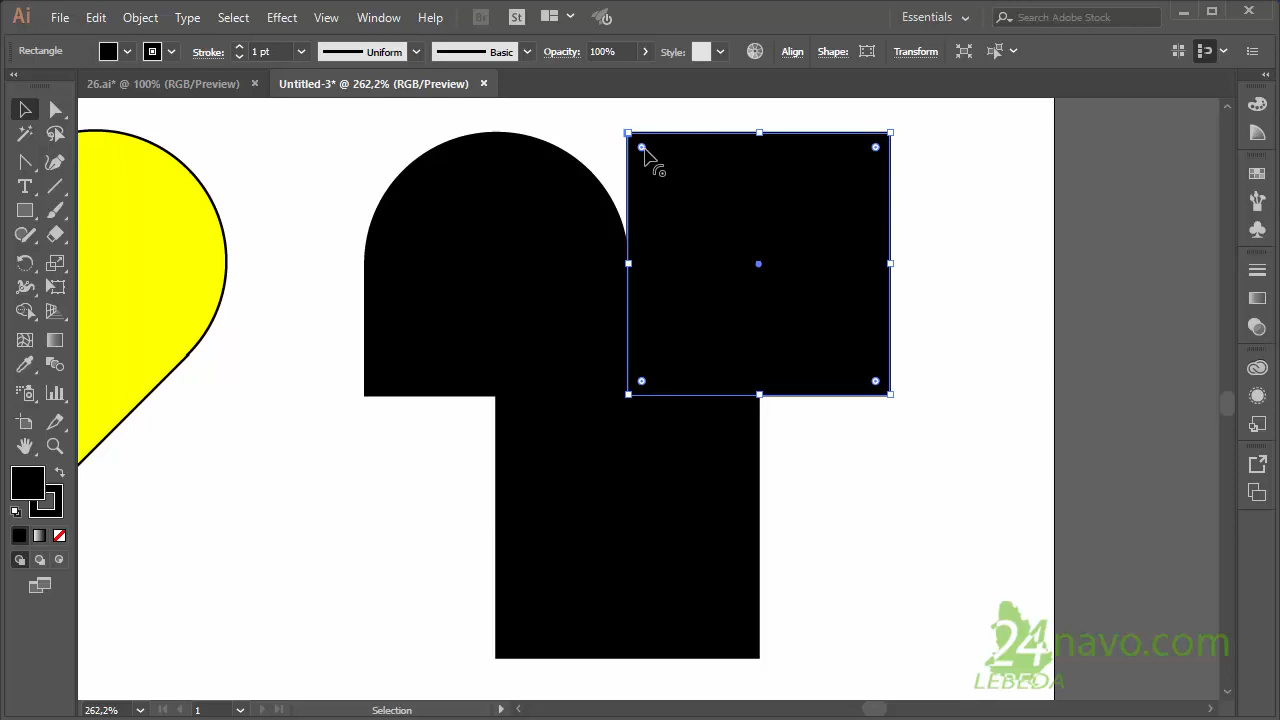 Ai File Edit Object Type Select Effect View Window Help Br St Essentials Search Adobe Stock
Rectangle Stroke: 1 pt Uniform Basic Opacity: 100% Style: Align Shape: Transform
26.ai* @ 100% (RGB/Preview) Untitled-3* @ 262,2% (RGB/Preview)
T
24navo.com
LEBEDA
262,2% 1 Selection